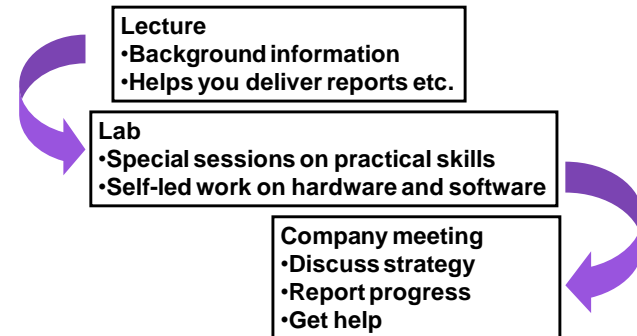 Lecture
•Background information
•Helps you deliver reports etc.
Lab
•Special sessions on practical skills
•Self-led work on hardware and software
Company meeting
•Discuss strategy
•Report progress
•Get help